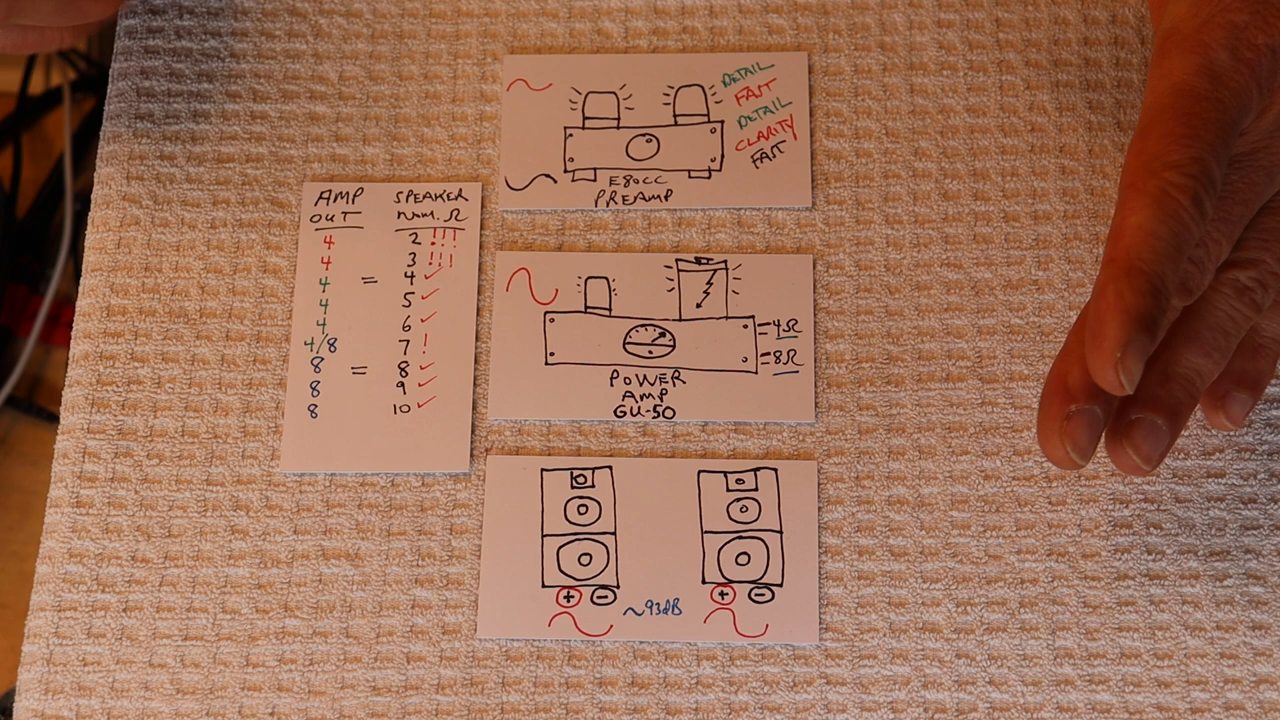 AMP SPEAKER
OUT NOM. Ω
4 2 !!!
4 3 !!!
4 = 4 ✓
4 5 ✓
4 6 ✓
4/8 7 !
8 = 8 ✓
8 9 ✓
8 10 ✓
DETAIL
FAST
DETAIL
CLARITY
FAST
E80CC
PREAMP
4Ω
8Ω
POWER
AMP
GU-50
+ − ~93dB + −